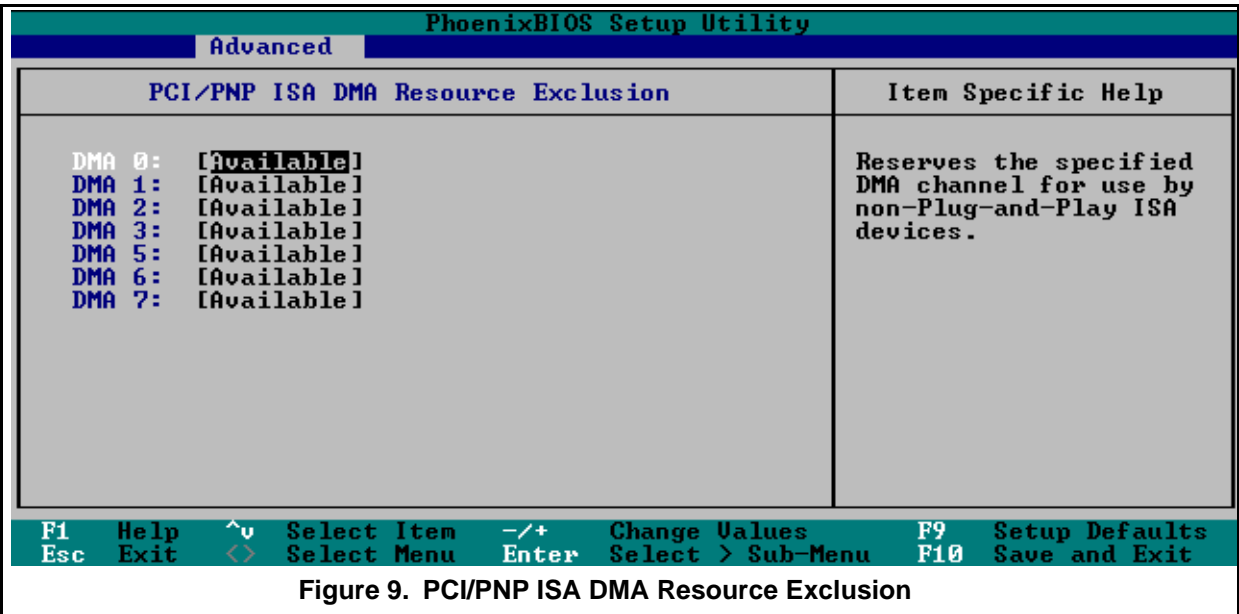 PhoenixBIOS Setup Utility
Advanced
PCI/PNP ISA DMA Resource Exclusion
Item Specific Help
DMA 0: [Available]
DMA 1: [Available]
DMA 2: [Available]
DMA 3: [Available]
DMA 5: [Available]
DMA 6: [Available]
DMA 7: [Available]
Reserves the specified
DMA channel for use by
non-Plug-and-Play ISA
devices.
F1 Help ^v Select Item -/+ Change Values F9 Setup Defaults
Esc Exit <> Select Menu Enter Select > Sub-Menu F10 Save and Exit
Figure 9. PCI/PNP ISA DMA Resource Exclusion